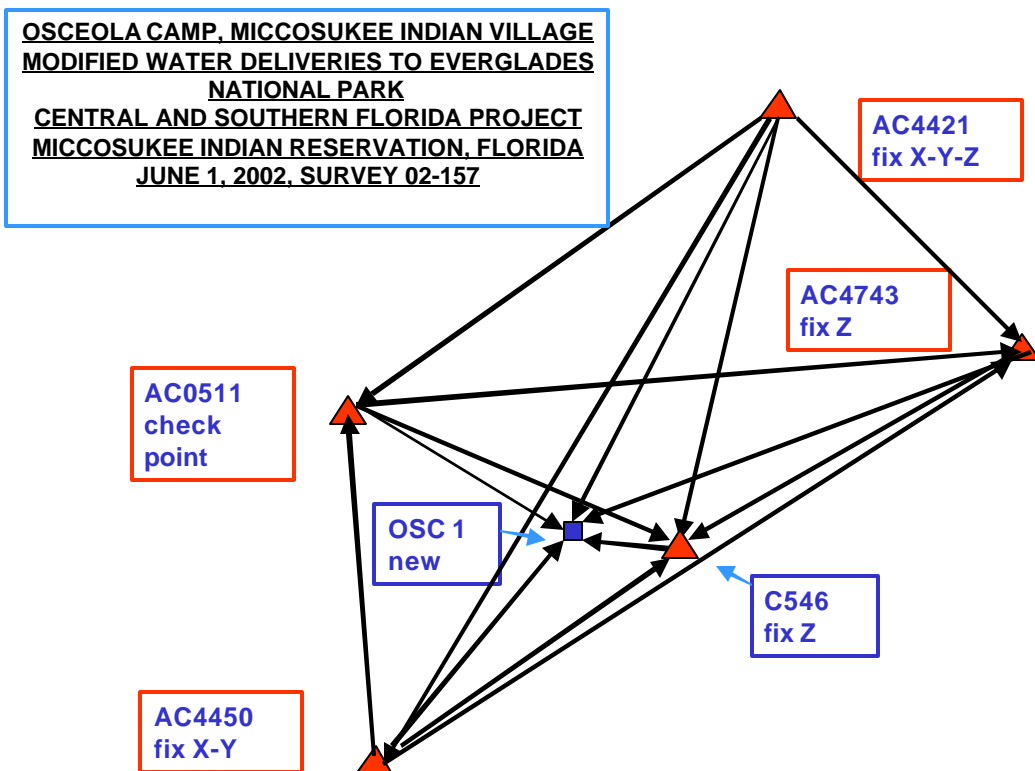 OSCEOLA CAMP, MICCOSUKEE INDIAN VILLAGE
MODIFIED WATER DELIVERIES TO EVERGLADES
NATIONAL PARK
CENTRAL AND SOUTHERN FLORIDA PROJECT
MICCOSUKEE INDIAN RESERVATION, FLORIDA
JUNE 1, 2002, SURVEY 02-157
AC4421
fix X-Y-Z
AC4743
fix Z
AC0511
check
point
OSC 1
new
C546
fix Z
AC4450
fix X-Y